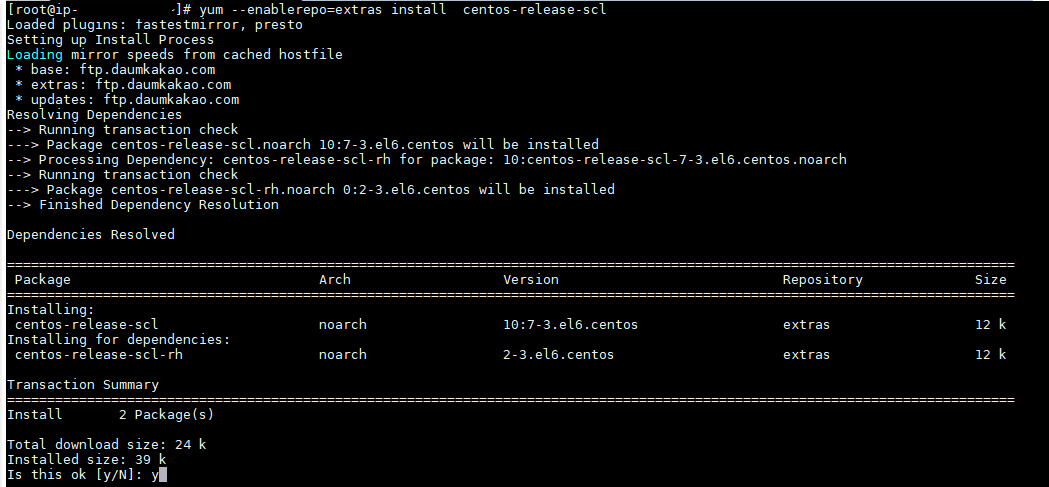 [root@ip- ]# yum --enablerepo=extras install  centos-release-scl
Loaded plugins: fastestmirror, presto
Setting up Install Process
Loading mirror speeds from cached hostfile
 * base: ftp.daumkakao.com
 * extras: ftp.daumkakao.com
 * updates: ftp.daumkakao.com
Resolving Dependencies
--> Running transaction check
---> Package centos-release-scl.noarch 10:7-3.el6.centos will be installed
--> Processing Dependency: centos-release-scl-rh for package: 10:centos-release-scl-7-3.el6.centos.noarch
--> Running transaction check
---> Package centos-release-scl-rh.noarch 0:2-3.el6.centos will be installed
--> Finished Dependency Resolution

Dependencies Resolved

================================================================================
 Package Arch Version Repository Size
================================================================================
Installing:
 centos-release-scl noarch 10:7-3.el6.centos extras 12 k
Installing for dependencies:
 centos-release-scl-rh noarch 2-3.el6.centos extras 12 k

Transaction Summary
================================================================================
Install 2 Package(s)

Total download size: 24 k
Installed size: 39 k
Is this ok [y/N]: y